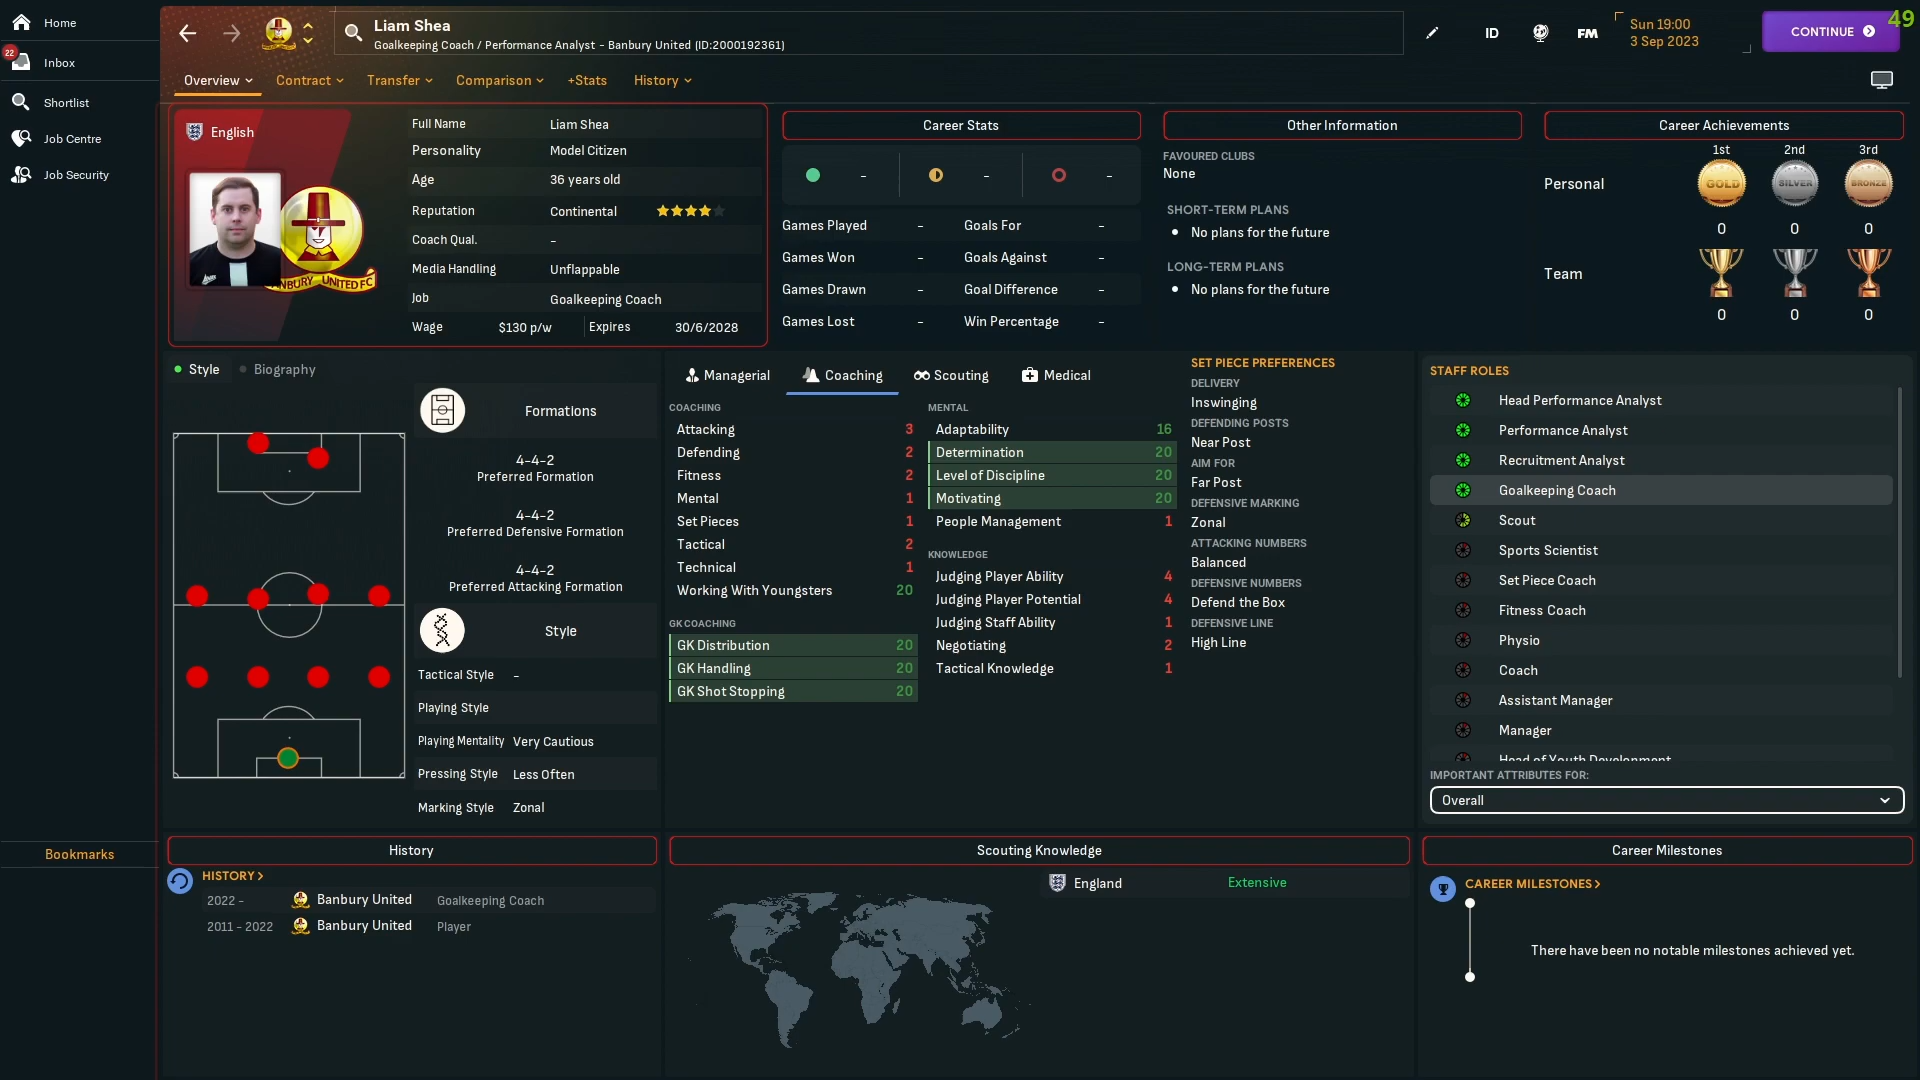 Home
22
Inbox
Shortlist
Job Centre
Job Security
Bookmarks
Liam Shea
Goalkeeping Coach / Performance Analyst - Banbury United (ID:2000192361)
ID
FM
Sun 19:00
3 Sep 2023
CONTINUE
49
Overview
Contract
Transfer
Comparison
+Stats
History
English
BANBURY UNITED FC
Full Name Liam Shea
Personality Model Citizen
Age 36 years old
Reputation Continental
Coach Qual. -
Media Handling Unflappable
Job Goalkeeping Coach
Wage $130 p/w Expires 30/6/2028
Career Stats
- - -
Games Played - Goals For -
Games Won - Goals Against -
Games Drawn - Goal Difference -
Games Lost - Win Percentage -
Other Information
FAVOURED CLUBS
None
SHORT-TERM PLANS
• No plans for the future
LONG-TERM PLANS
• No plans for the future
Career Achievements
1st 2nd 3rd
Personal GOLD SILVER BRONZE
0 0 0
Team
0 0 0
Style
Biography
Formations
4-4-2
Preferred Formation
4-4-2
Preferred Defensive Formation
4-4-2
Preferred Attacking Formation
Style
Tactical Style -
Playing Style
Playing Mentality Very Cautious
Pressing Style Less Often
Marking Style Zonal
Managerial
Coaching
Scouting
Medical
COACHING
Attacking 3
Defending 2
Fitness 2
Mental 1
Set Pieces 1
Tactical 2
Technical 1
Working With Youngsters 20
GK COACHING
GK Distribution 20
GK Handling 20
GK Shot Stopping 20
MENTAL
Adaptability 16
Determination 20
Level of Discipline 20
Motivating 20
People Management 1
KNOWLEDGE
Judging Player Ability 4
Judging Player Potential 4
Judging Staff Ability 1
Negotiating 2
Tactical Knowledge 1
SET PIECE PREFERENCES
DELIVERY
Inswinging
DEFENDING POSTS
Near Post
AIM FOR
Far Post
DEFENSIVE MARKING
Zonal
ATTACKING NUMBERS
Balanced
DEFENSIVE NUMBERS
Defend the Box
DEFENSIVE LINE
High Line
STAFF ROLES
Head Performance Analyst
Performance Analyst
Recruitment Analyst
Goalkeeping Coach
Scout
Sports Scientist
Set Piece Coach
Fitness Coach
Physio
Coach
Assistant Manager
Manager
Head of Youth Development
IMPORTANT ATTRIBUTES FOR:
Overall
History
HISTORY >
2022 - Banbury United Goalkeeping Coach
2011 - 2022 Banbury United Player
Scouting Knowledge
England Extensive
Career Milestones
CAREER MILESTONES >
There have been no notable milestones achieved yet.